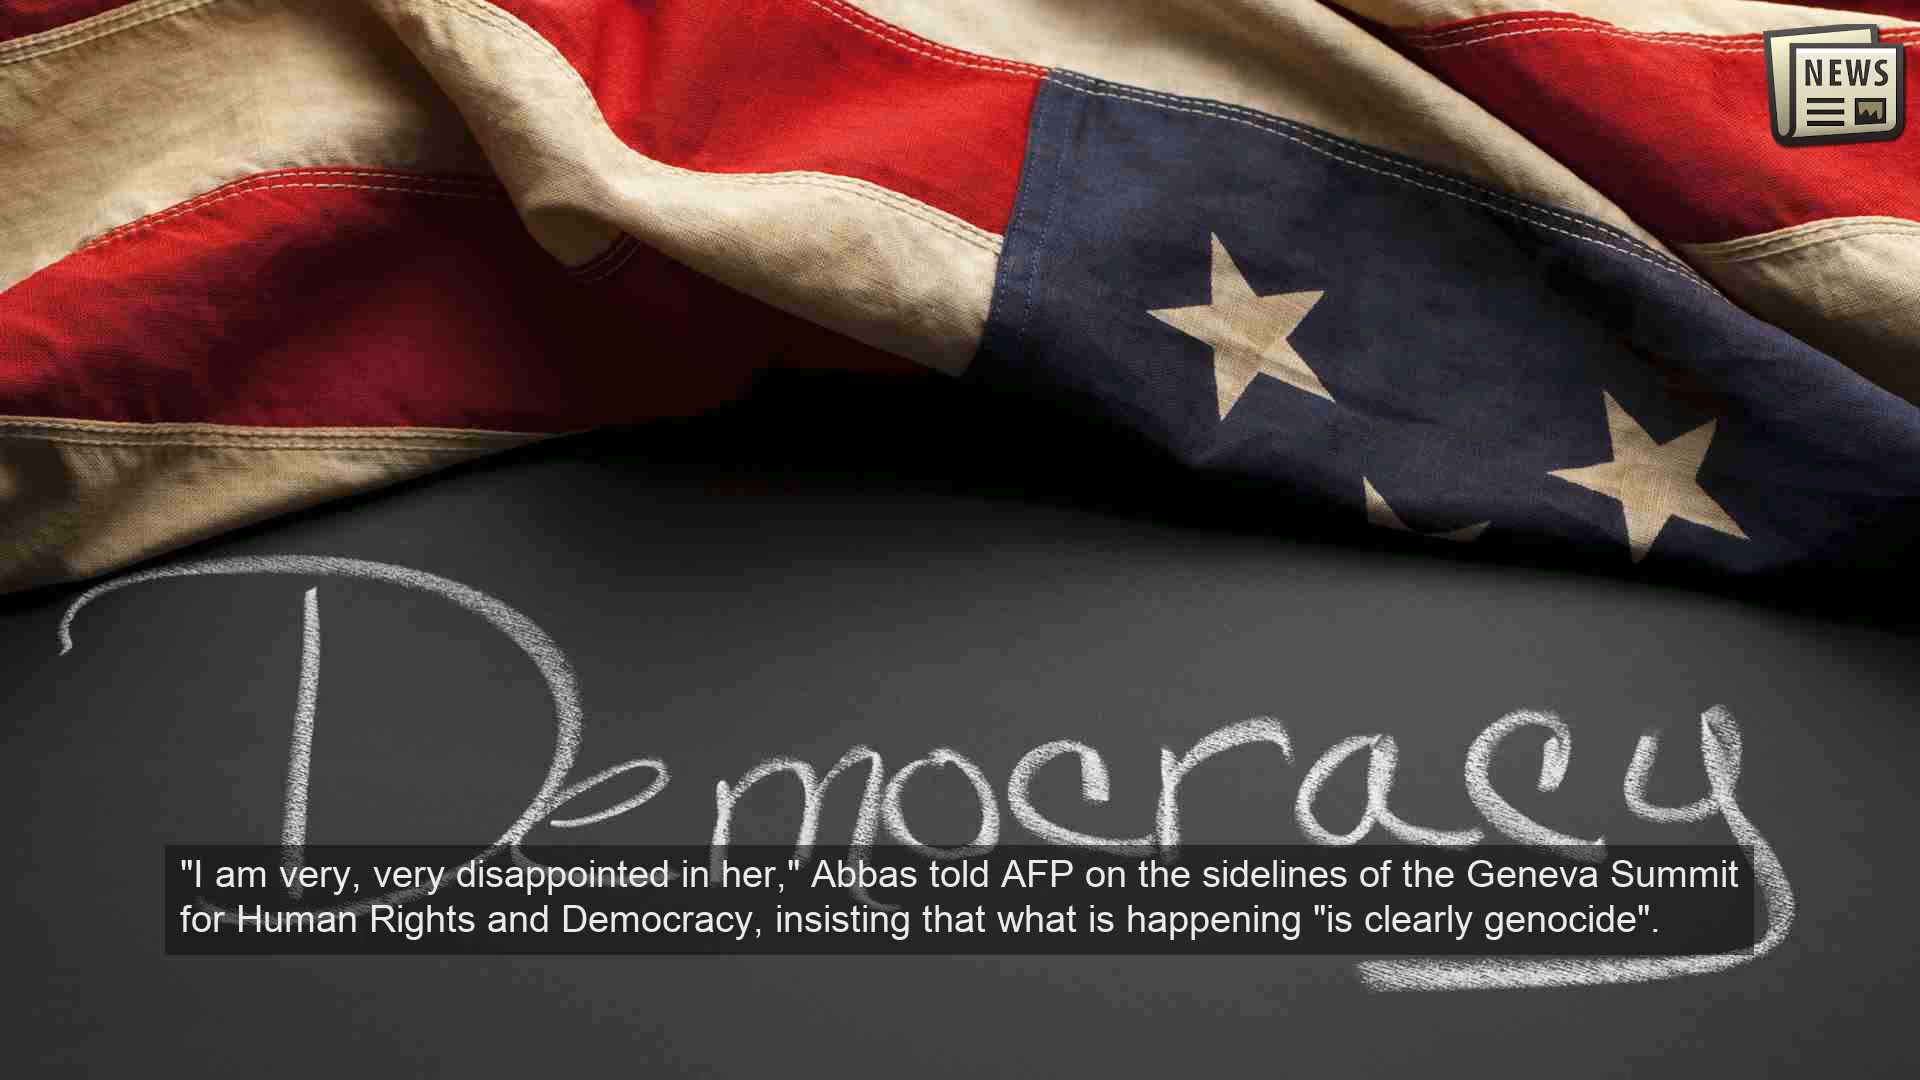 NEWS
Democracy
"I am very, very disappointed in her," Abbas told AFP on the sidelines of the Geneva Summit
for Human Rights and Democracy, insisting that what is happening "is clearly genocide".